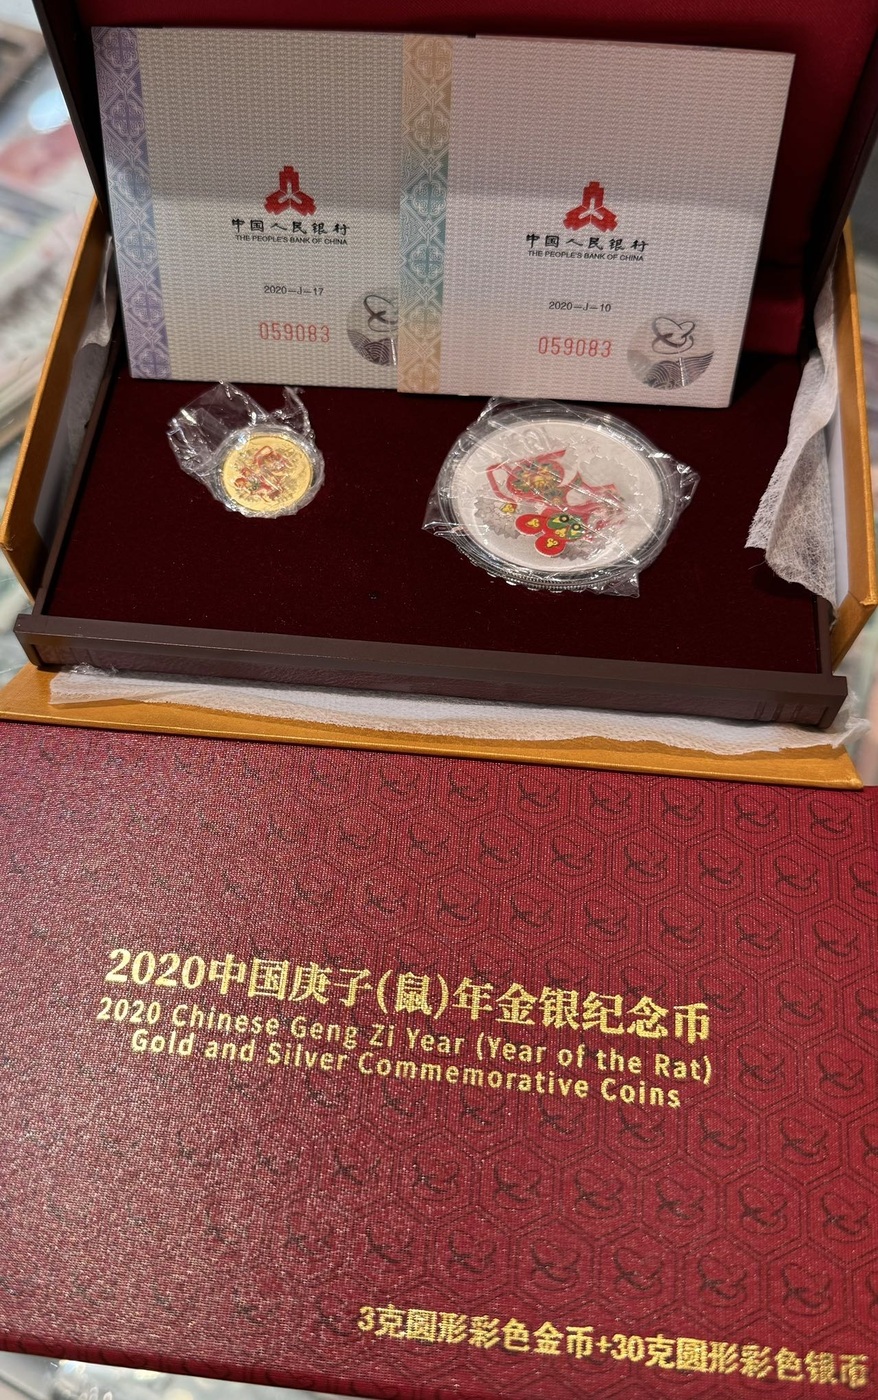 中国人民银行
THE PEOPLE'S BANK OF CHINA
2020—J—17
059083
中国人民银行
THE PEOPLE'S BANK OF CHINA
2020—J—10
059083
2020中国庚子(鼠)年金银纪念币
2020 Chinese Geng Zi Year (Year of the Rat)
Gold and Silver Commemorative Coins
3克圆形彩色金币+30克圆形彩色银币